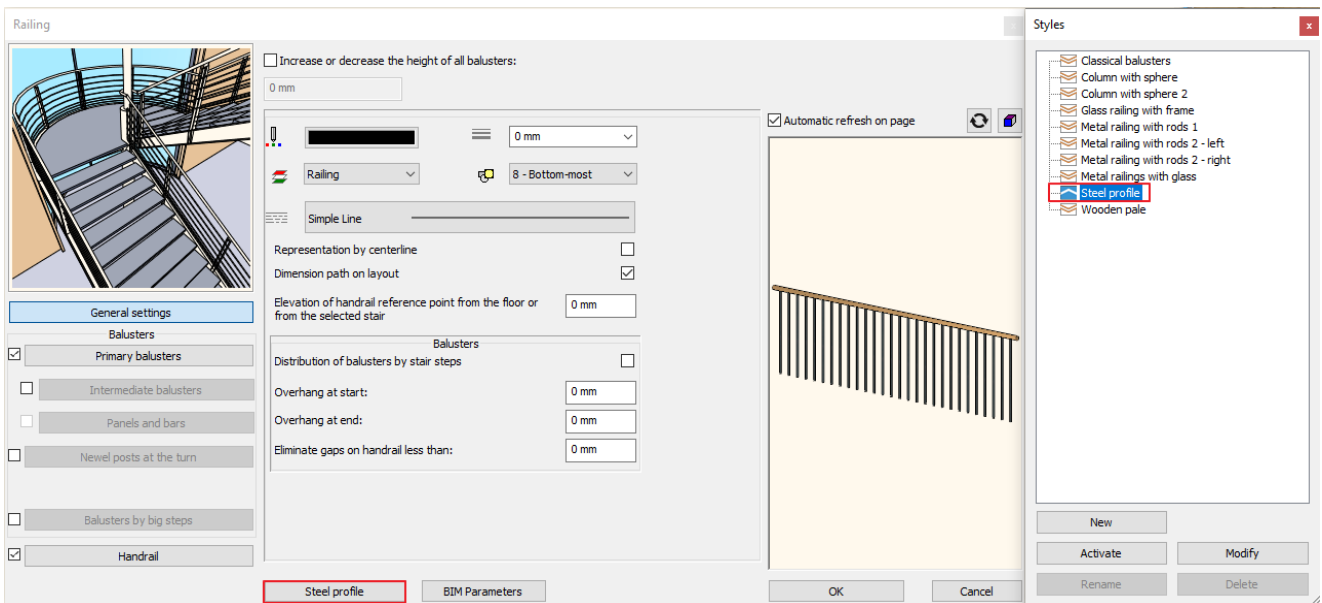 Railing
Increase or decrease the height of all balusters:
0 mm
0 mm
Railing
8 - Bottom-most
Simple Line
Representation by centerline
Dimension path on layout
Elevation of handrail reference point from the floor or
from the selected stair
0 mm
Balusters
Distribution of balusters by stair steps
Overhang at start:
0 mm
Overhang at end:
0 mm
Eliminate gaps on handrail less than:
0 mm
General settings
Balusters
Primary balusters
Intermediate balusters
Panels and bars
Newel posts at the turn
Balusters by big steps
Handrail
Steel profile
BIM Parameters
Automatic refresh on page
OK
Cancel
Styles
x
Classical balusters
Column with sphere
Column with sphere 2
Glass railing with frame
Metal railing with rods 1
Metal railing with rods 2 - left
Metal railing with rods 2 - right
Metal railings with glass
Steel profile
Wooden pale
New
Activate
Modify
Rename
Delete